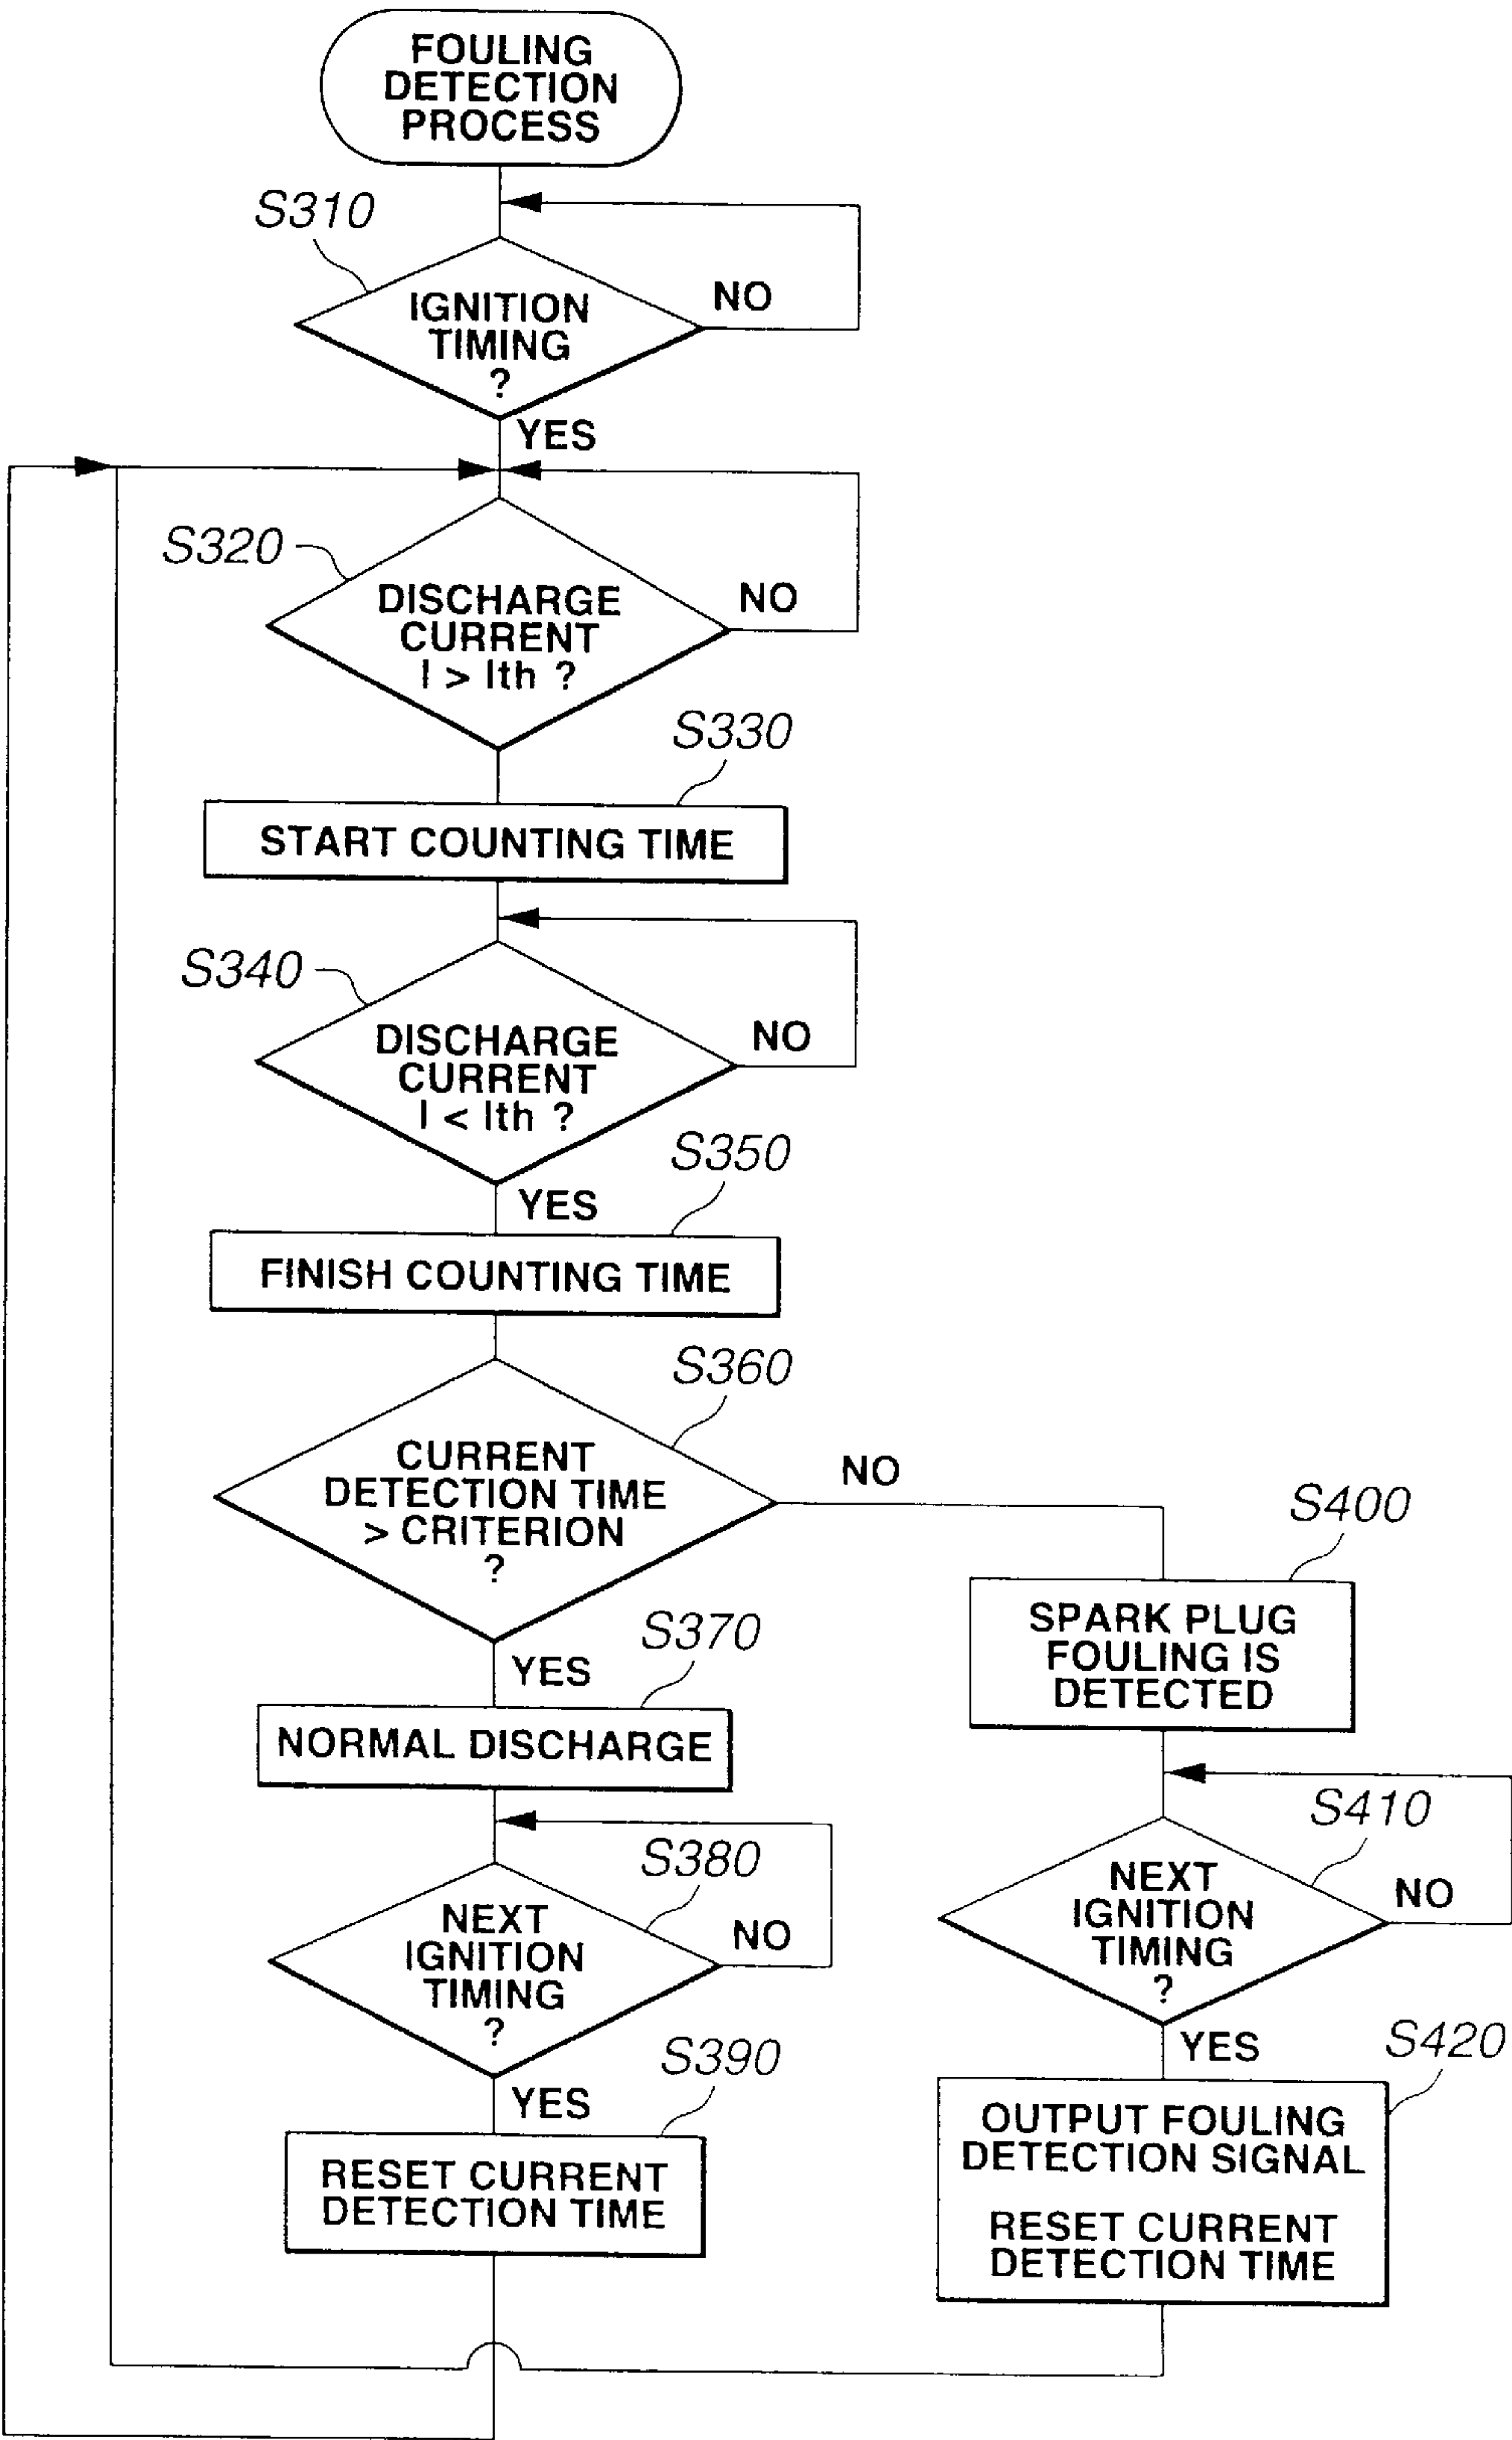 FOULING
DETECTION
PROCESS
S310
IGNITION
TIMING
?
NO
YES
S320
DISCHARGE
CURRENT
I > Ith ?
NO
S330
START COUNTING TIME
S340
DISCHARGE
CURRENT
I < Ith ?
NO
YES
S350
FINISH COUNTING TIME
S360
CURRENT
DETECTION TIME
> CRITERION
?
NO
YES
S370
NORMAL DISCHARGE
S380
NEXT
IGNITION
TIMING
?
NO
YES
S390
RESET CURRENT
DETECTION TIME
S400
SPARK PLUG
FOULING IS
DETECTED
S410
NEXT
IGNITION
TIMING
?
NO
YES
S420
OUTPUT FOULING
DETECTION SIGNAL
RESET CURRENT
DETECTION TIME